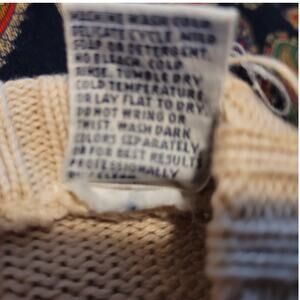 MACHINE WASH COLD
DELICATE CYCLE. MILD
SOAP OR DETERGENT.
NO BLEACH. COLD
RINSE. TUMBLE DRY
COLD TEMPERATURE
OR LAY FLAT TO DRY.
DO NOT WRING OR
TWIST. WASH DARK
COLORS SEPARATELY.
OR FOR BEST RESULTS
PROFESSIONALLY